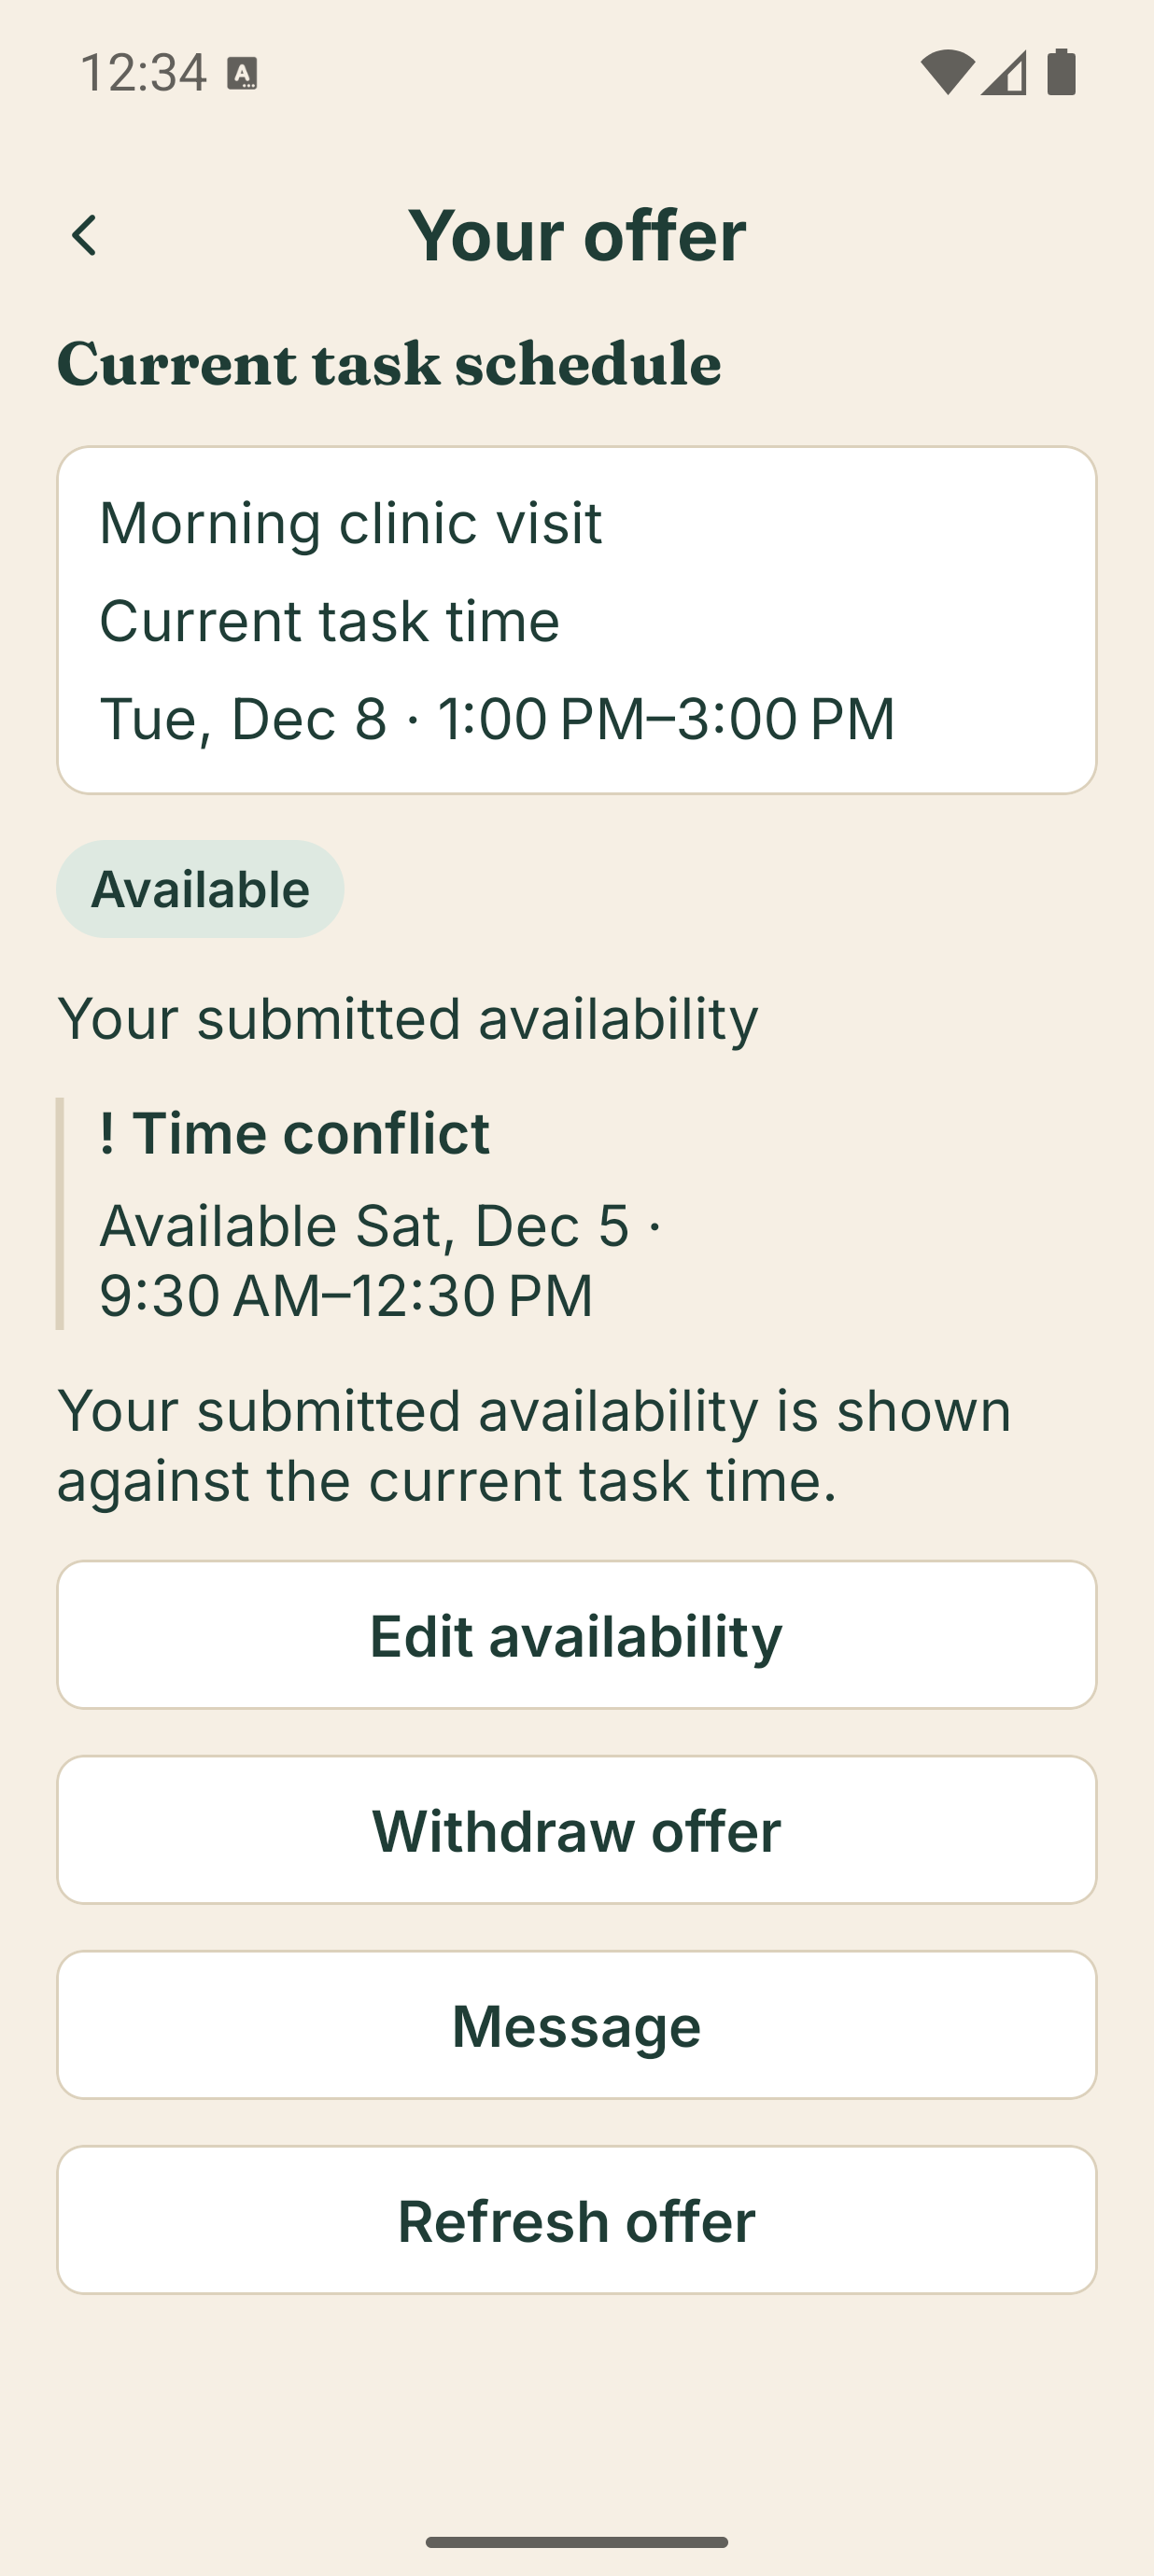 12:34
Your offer
Current task schedule
Morning clinic visit
Current task time
Tue, Dec 8 · 1:00 PM–3:00 PM
Available
Your submitted availability
! Time conflict
Available Sat, Dec 5 ·
9:30 AM–12:30 PM
Your submitted availability is shown
against the current task time.
Edit availability
Withdraw offer
Message
Refresh offer